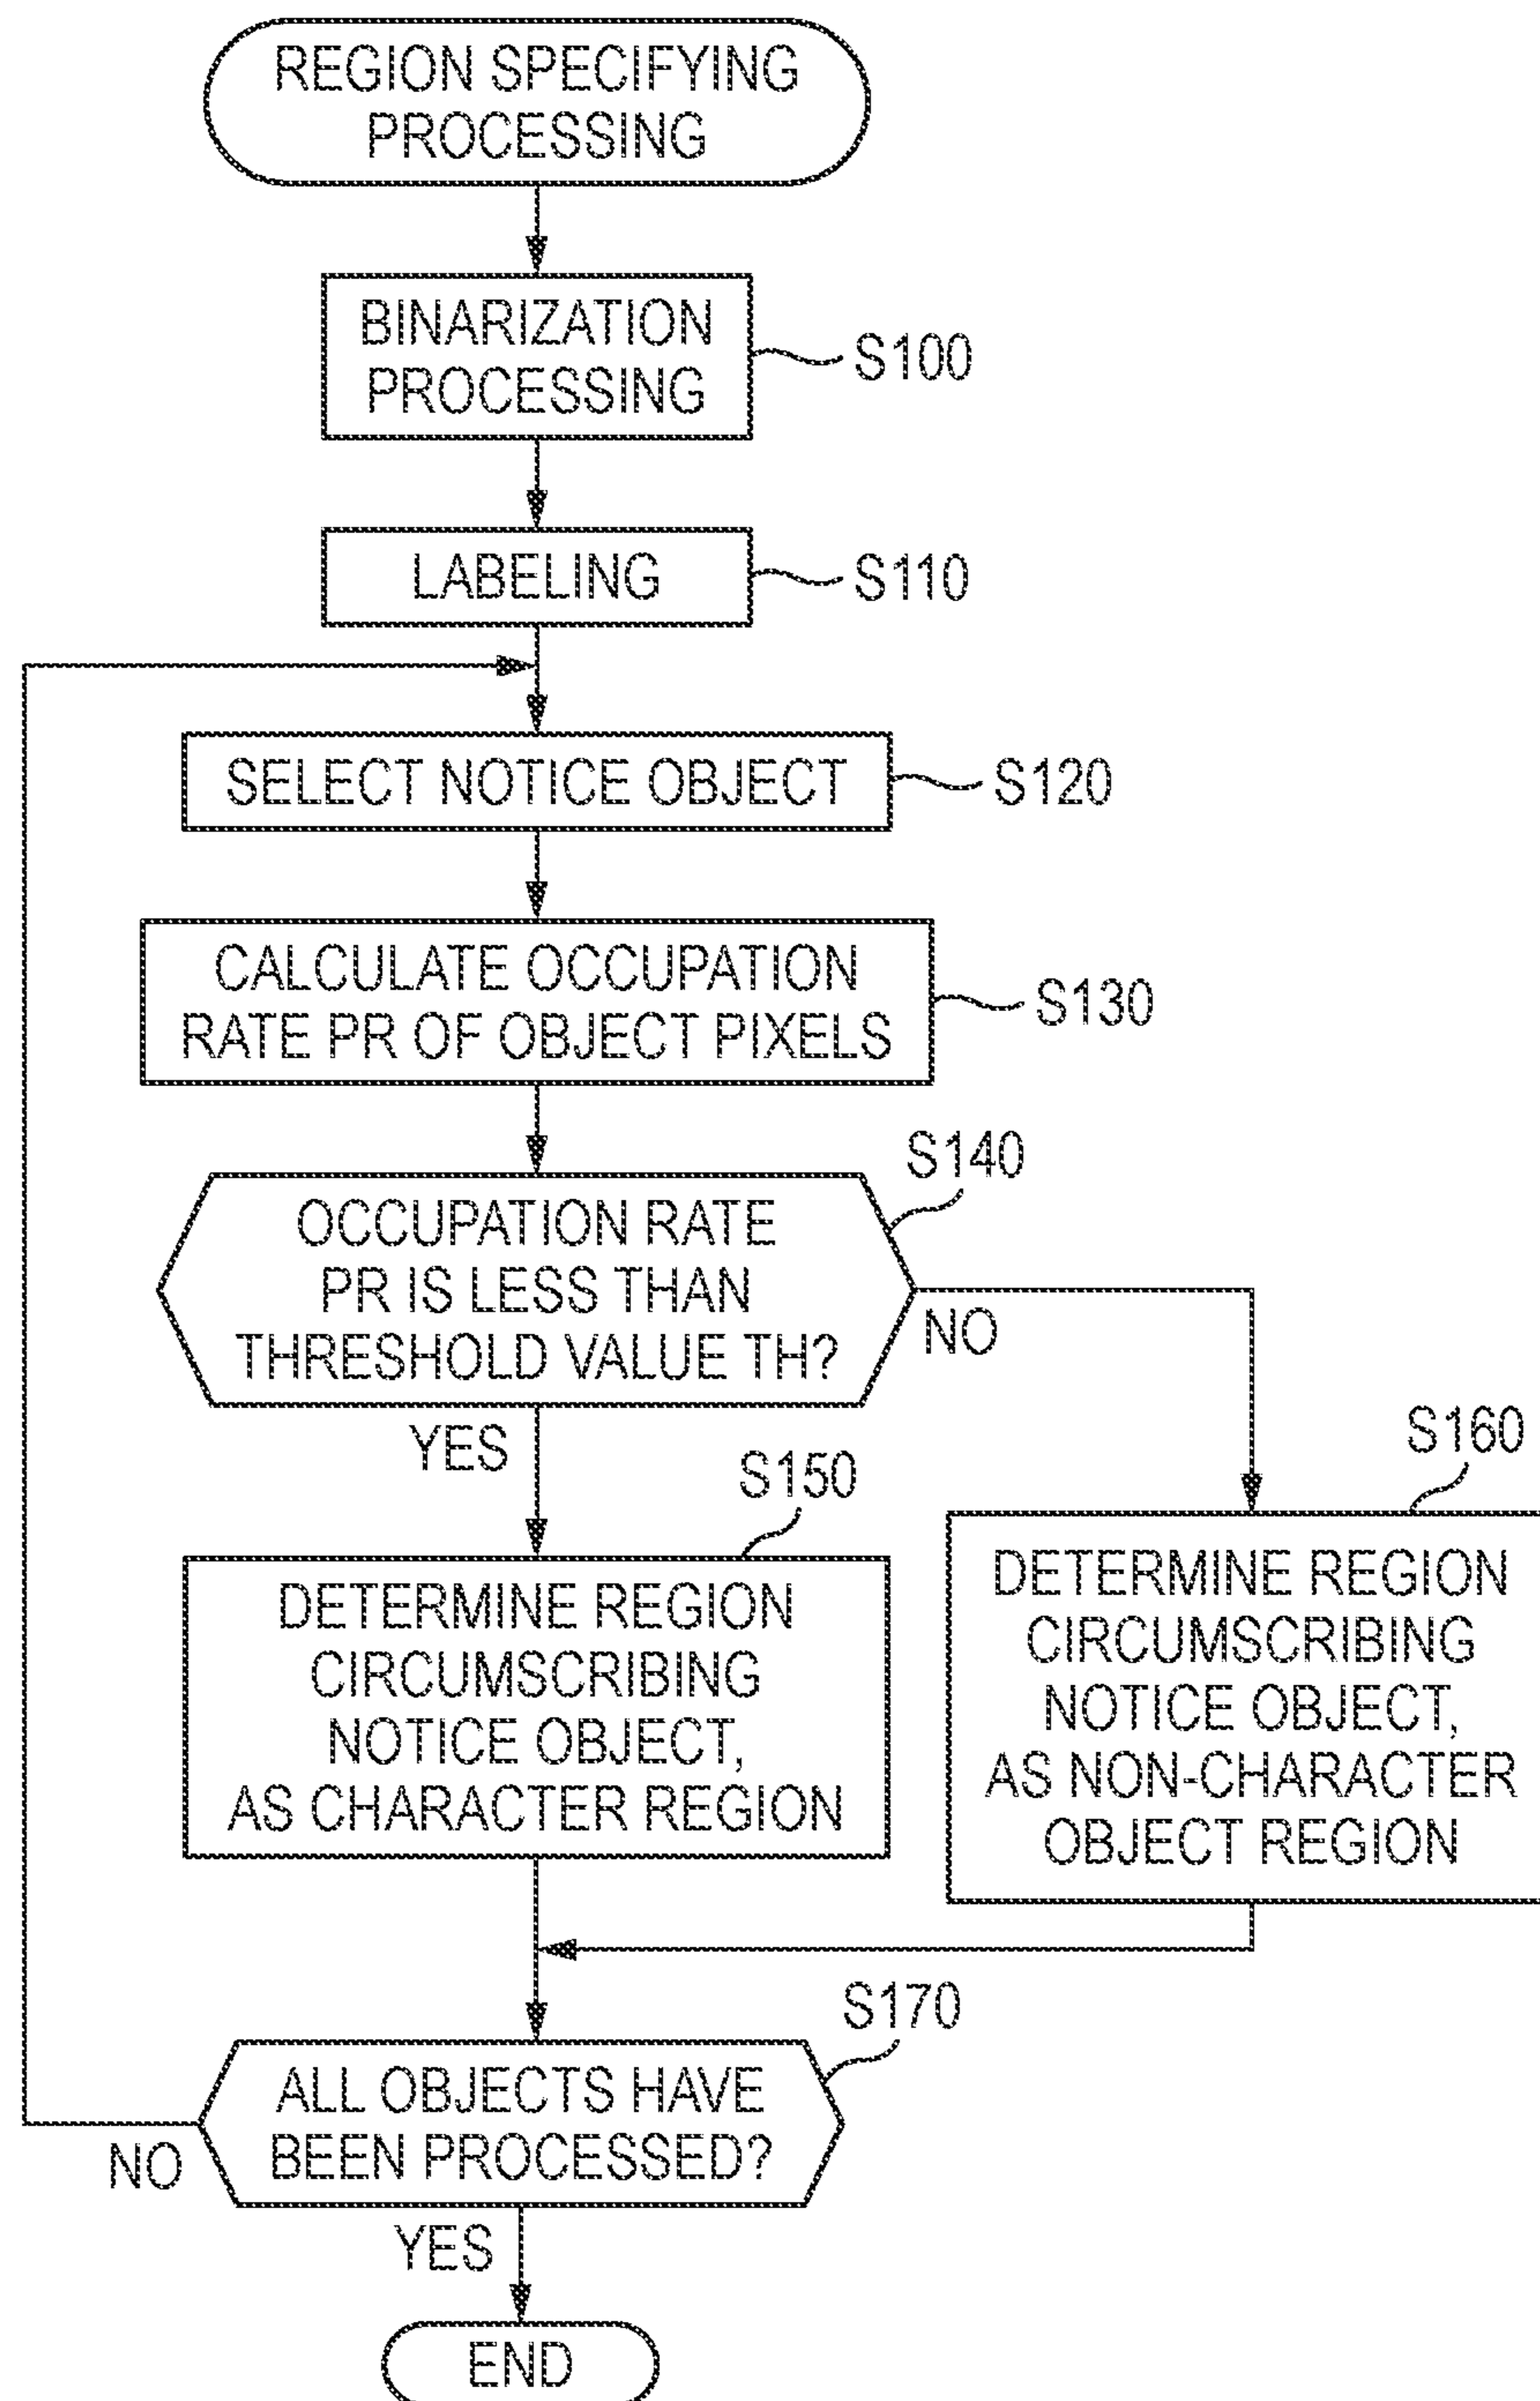 REGION SPECIFYING
PROCESSING
BINARIZATION
PROCESSING
S100
LABELING
S110
SELECT NOTICE OBJECT
S120
CALCULATE OCCUPATION
RATE PR OF OBJECT PIXELS
S130
S140
OCCUPATION RATE
PR IS LESS THAN
THRESHOLD VALUE TH?
NO
YES
S150
DETERMINE REGION
CIRCUMSCRIBING
NOTICE OBJECT,
AS CHARACTER REGION
S160
DETERMINE REGION
CIRCUMSCRIBING
NOTICE OBJECT,
AS NON-CHARACTER
OBJECT REGION
S170
ALL OBJECTS HAVE
BEEN PROCESSED?
NO
YES
END